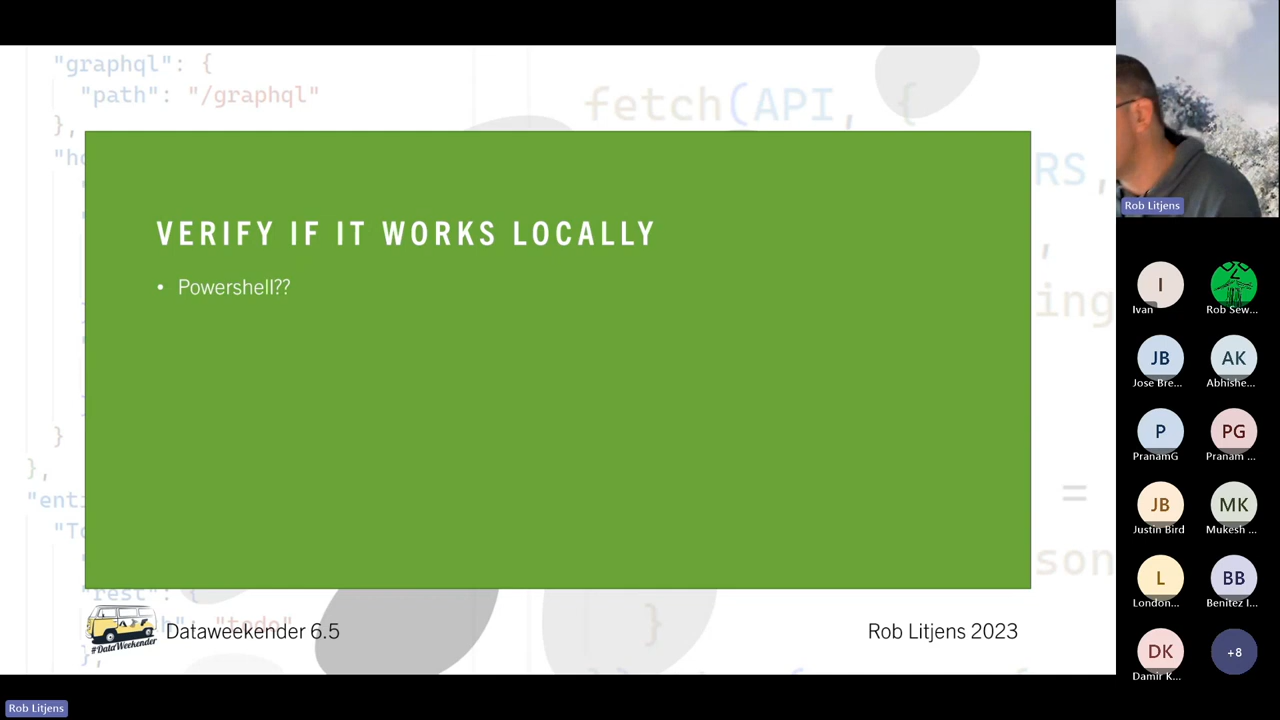 "graphql": {
"path": "/graphql"
},
fetch(API, {
RS,
VERIFY IF IT WORKS LOCALLY
• Powershell??
}
},
=
}
},
#DataWeekender
Dataweekender 6.5
Rob Litjens 2023
Rob Litjens
I
Ivan
Rob Sew...
JB
Jose Bre...
AK
Abhishe...
P
PranamG
PG
Pranam ...
JB
Justin Bird
MK
Mukesh ...
L
London...
BB
Benitez I...
DK
Damir K...
+8
Rob Litjens